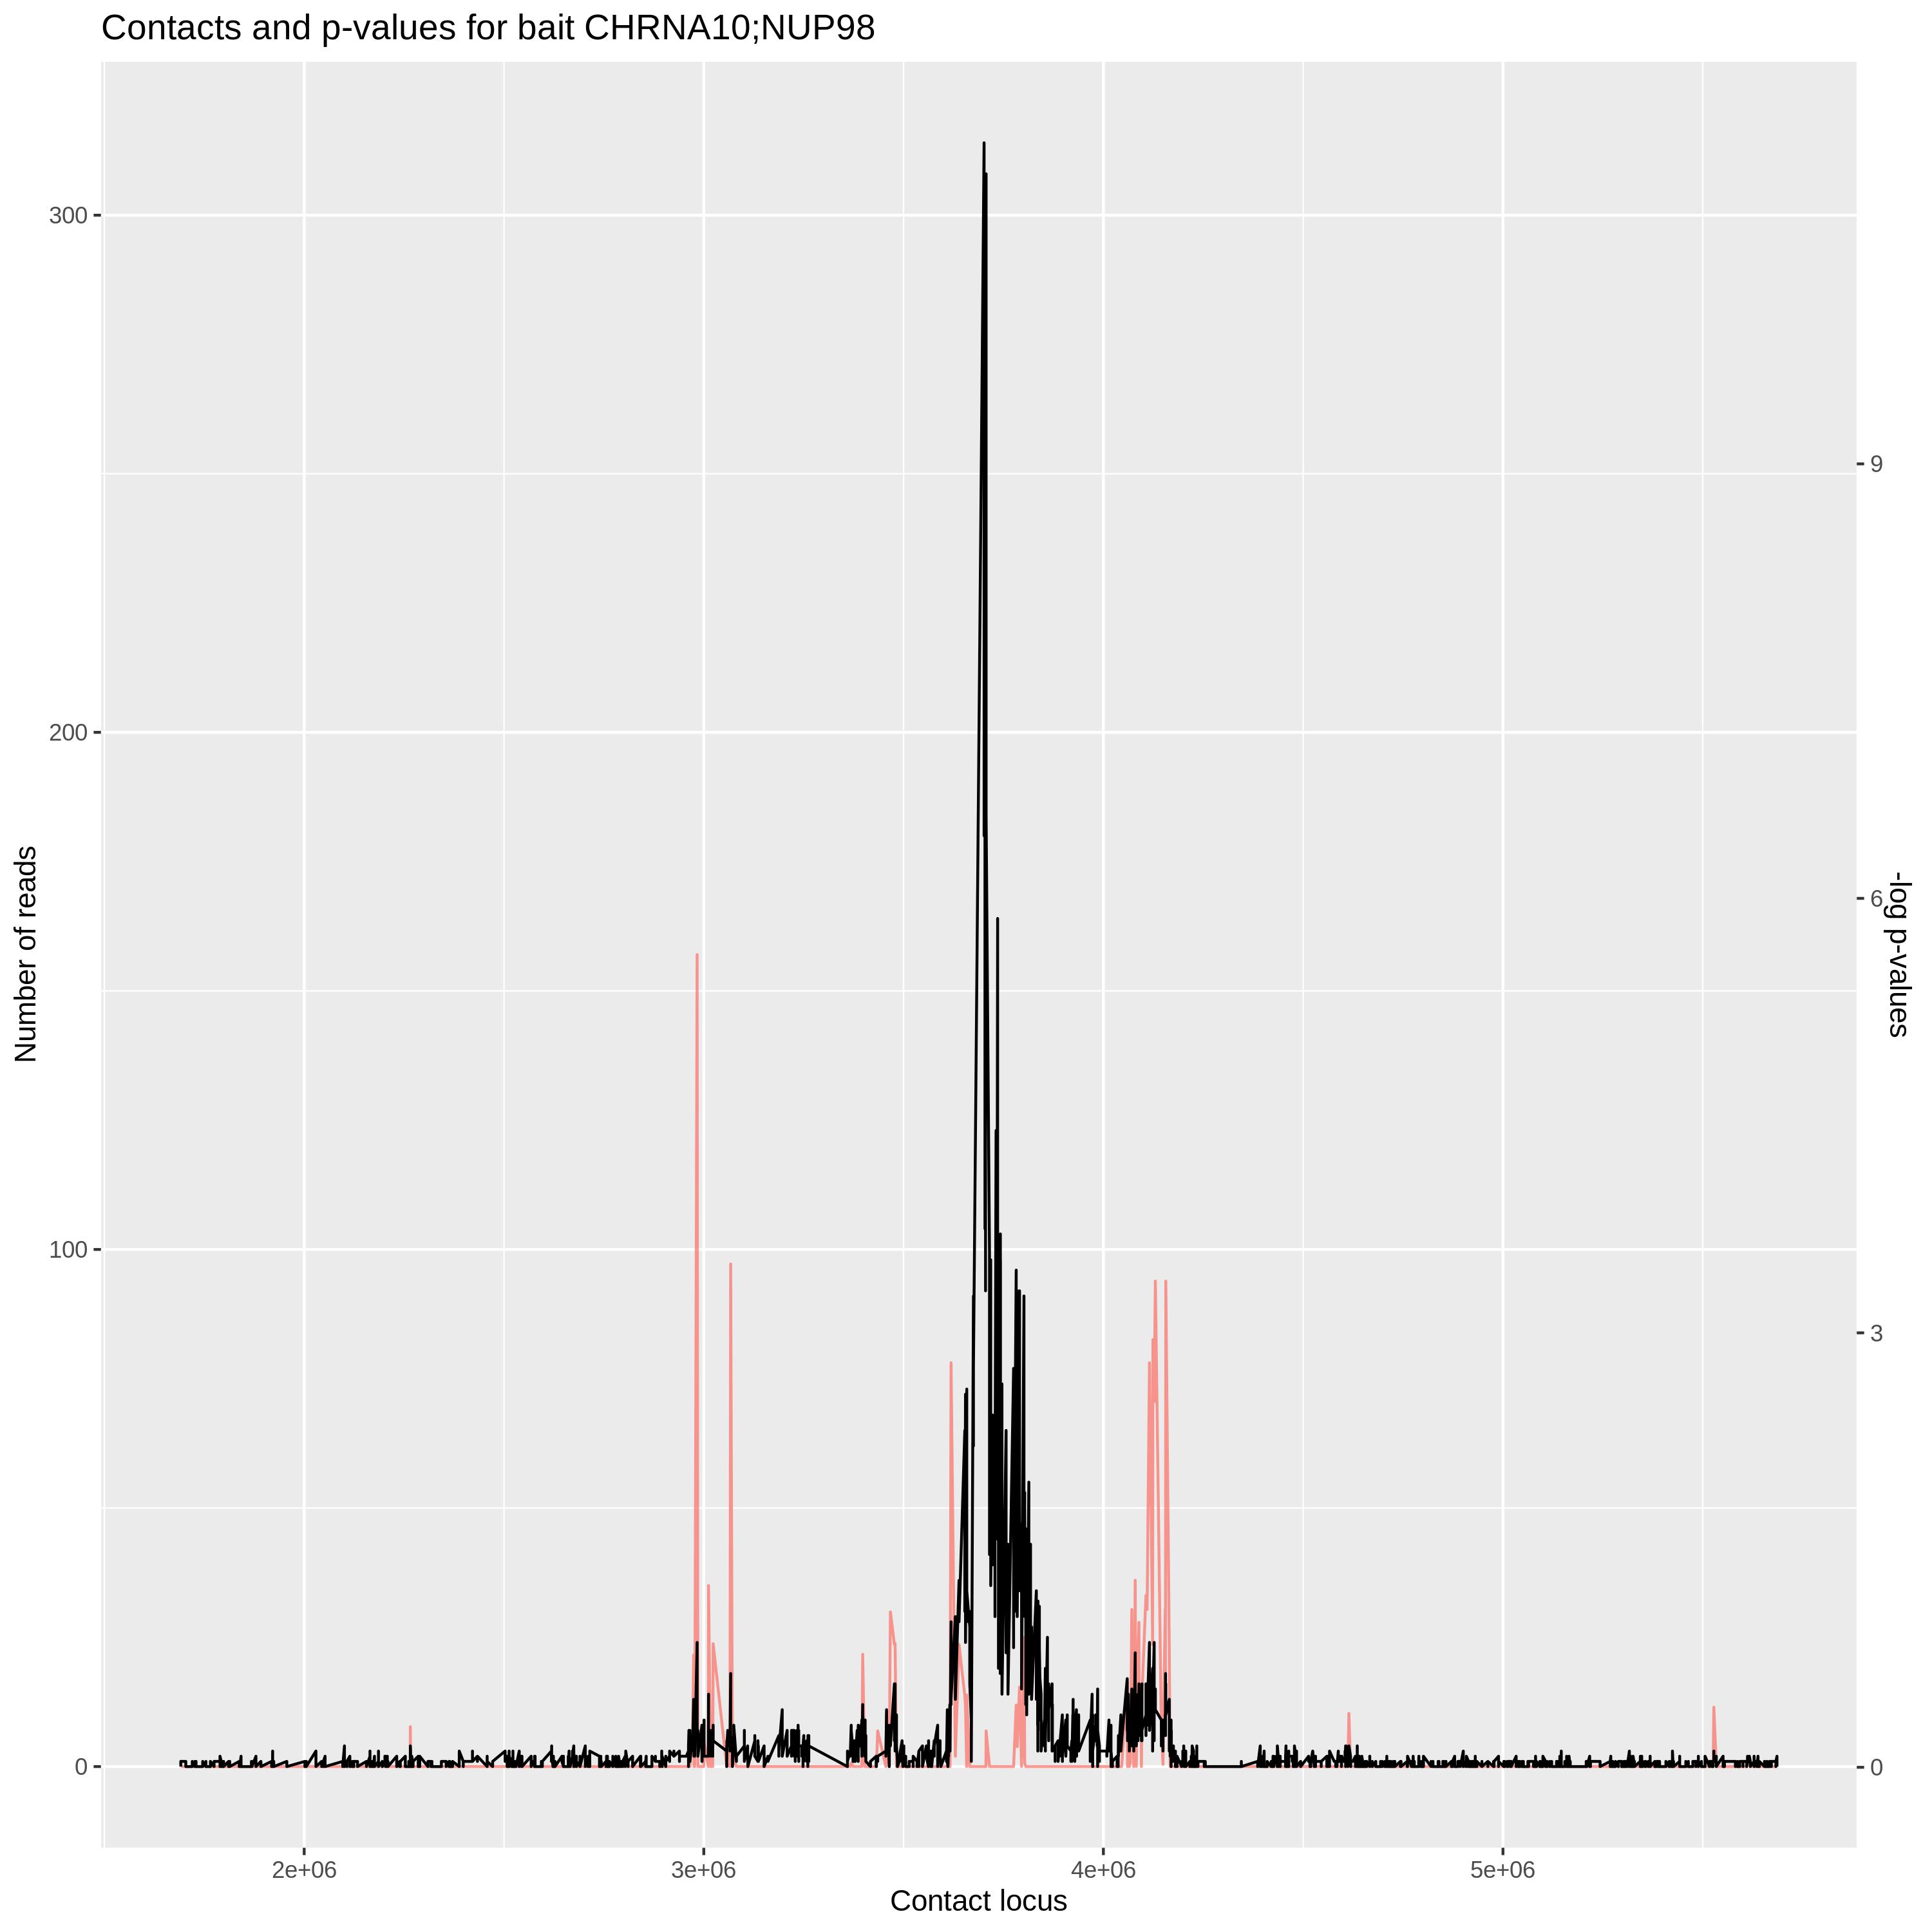 Contacts and p-values for bait CHRNA10;NUP98
300
200
100
0
Number of reads
9
6
3
0
-log p-values
2e+06
3e+06
4e+06
5e+06
Contact locus